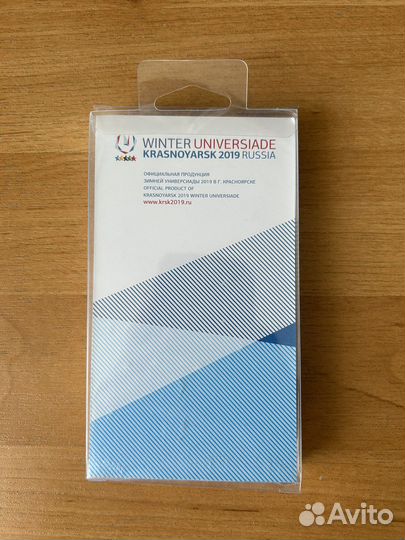 WINTER UNIVERSIADE
KRASNOYARSK 2019 RUSSIA
ОФИЦИАЛЬНАЯ ПРОДУКЦИЯ
ЗИМНЕЙ УНИВЕРСИАДЫ 2019 В Г. КРАСНОЯРСКЕ
OFFICIAL PRODUCT OF
KRASNOYARSK 2019 WINTER UNIVERSIADE
www.krsk2019.ru
Avito